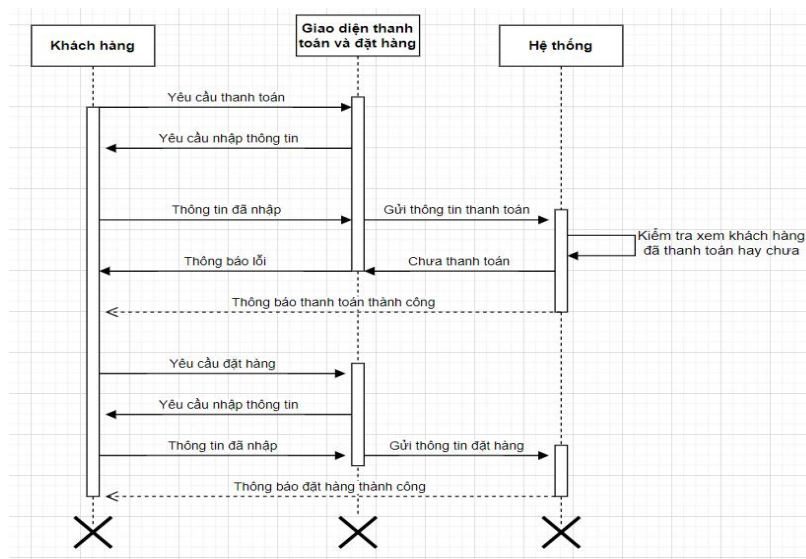 Khách hàng
Giao diện thanh
toán và đặt hàng
Hệ thống
Yêu cầu thanh toán
Yêu cầu nhập thông tin
Thông tin đã nhập
Gửi thông tin thanh toán
Kiểm tra xem khách hàng
đã thanh toán hay chưa
Thông báo lỗi
Chưa thanh toán
Thông báo thanh toán thành công
Yêu cầu đặt hàng
Yêu cầu nhập thông tin
Thông tin đã nhập
Gửi thông tin đặt hàng
Thông báo đặt hàng thành công